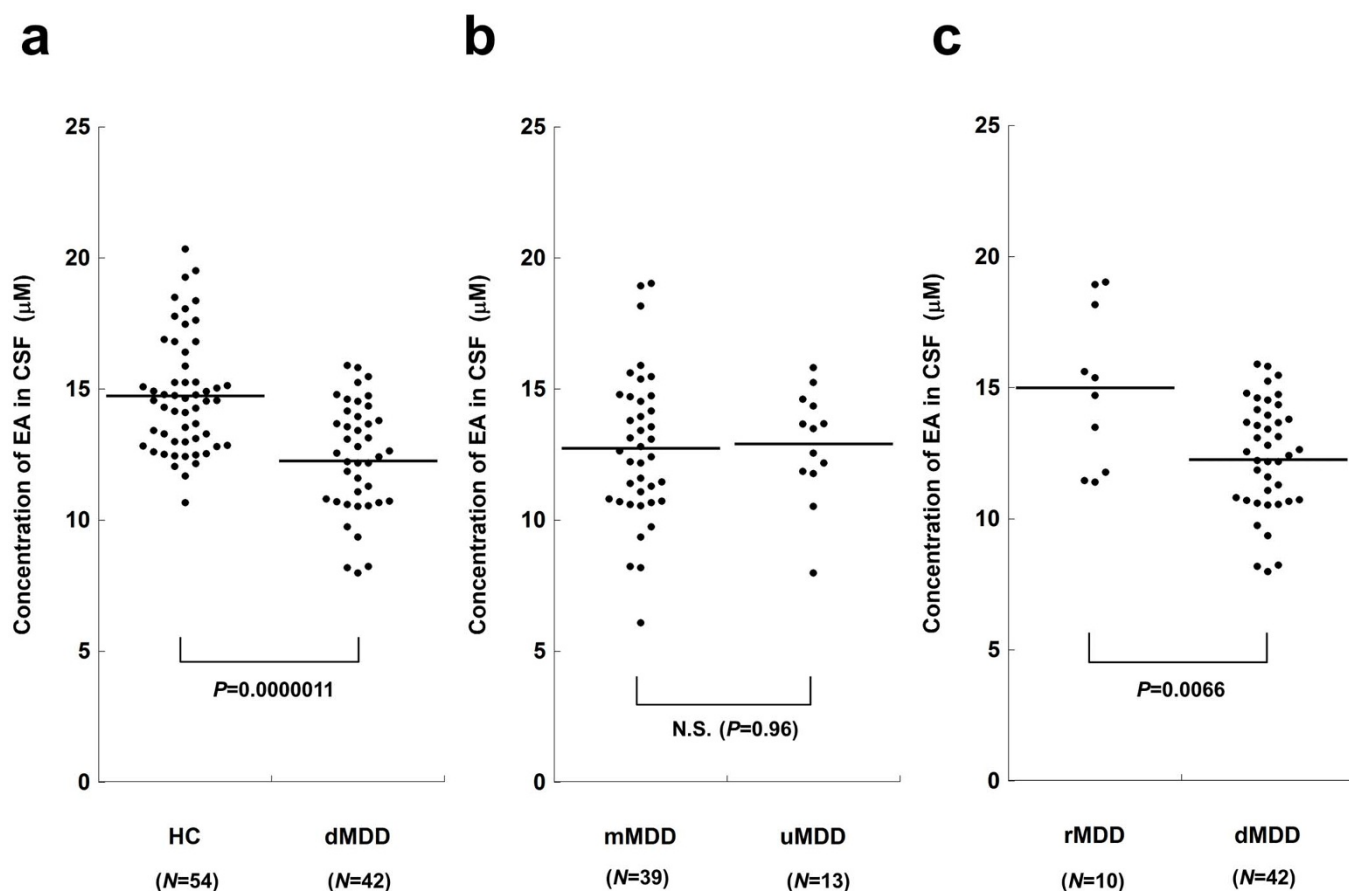 a
Concentration of EA in CSF (μM)
25
20
15
10
5
0
P=0.0000011
HC
dMDD
(N=54)
(N=42)
b
Concentration of EA in CSF (μM)
25
20
15
10
5
0
N.S. (P=0.96)
mMDD
uMDD
(N=39)
(N=13)
c
Concentration of EA in CSF (μM)
25
20
15
10
5
0
P=0.0066
rMDD
dMDD
(N=10)
(N=42)